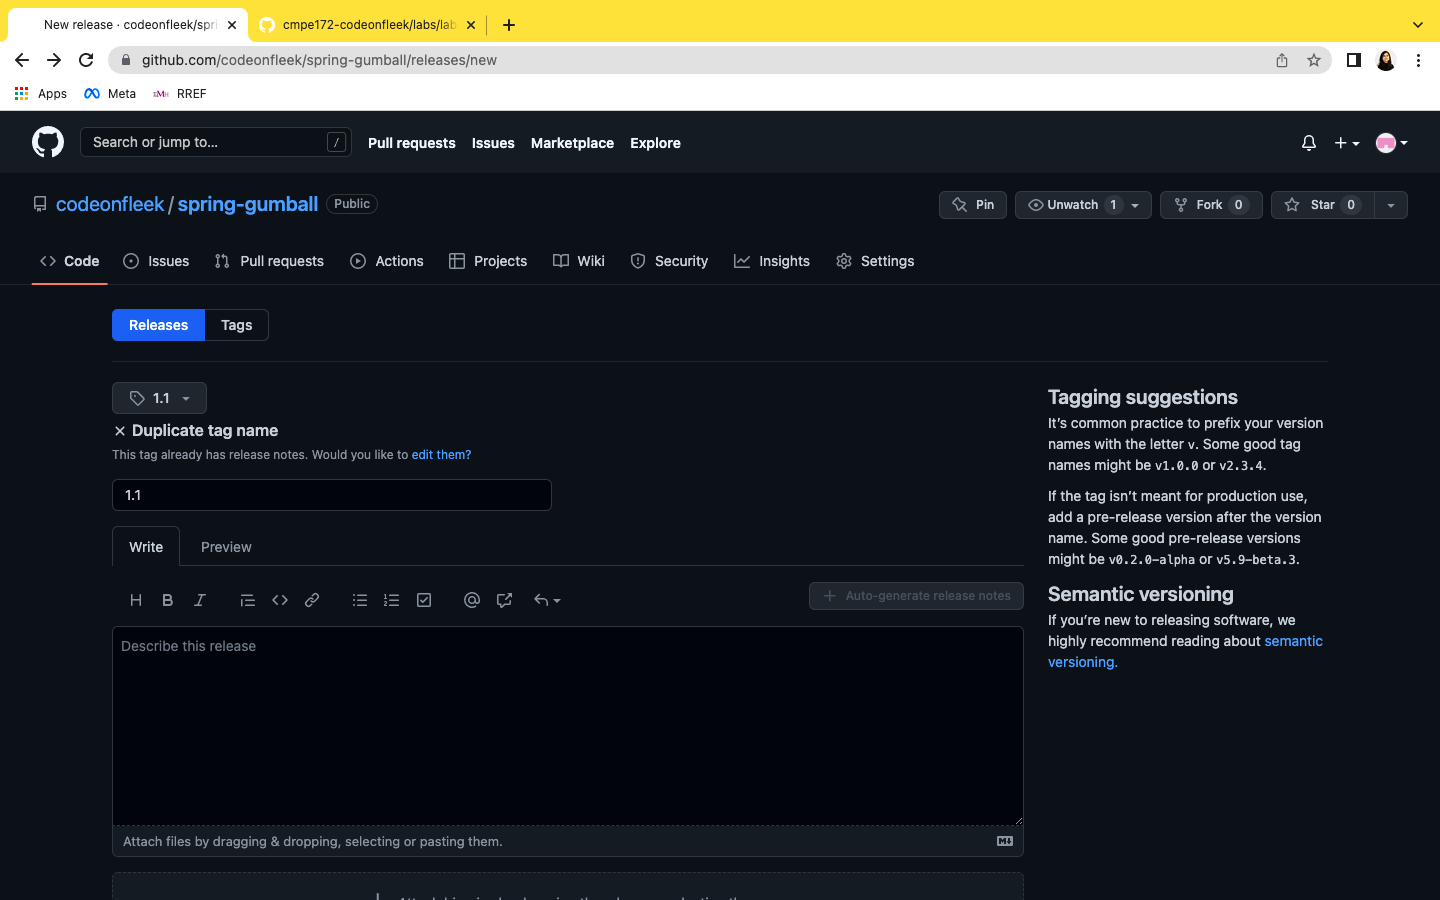 New release · codeonfleek/spri
cmpe172-codeonfleek/labs/lab
github.com/codeonfleek/spring-gumball/releases/new
Apps
Meta
RREF
Search or jump to...
/
Pull requests
Issues
Marketplace
Explore
codeonfleek / spring-gumball
Public
Pin
Unwatch 1
Fork 0
Star 0
Code
Issues
Pull requests
Actions
Projects
Wiki
Security
Insights
Settings
Releases
Tags
1.1
Duplicate tag name
This tag already has release notes. Would you like to edit them?
1.1
Write
Preview
Auto-generate release notes
Describe this release
Attach files by dragging & dropping, selecting or pasting them.
Tagging suggestions
It's common practice to prefix your version
names with the letter v. Some good tag
names might be v1.0.0 or v2.3.4.
If the tag isn't meant for production use,
add a pre-release version after the version
name. Some good pre-release versions
might be v0.2.0-alpha or v5.9-beta.3.
Semantic versioning
If you're new to releasing software, we
highly recommend reading about semantic
versioning.